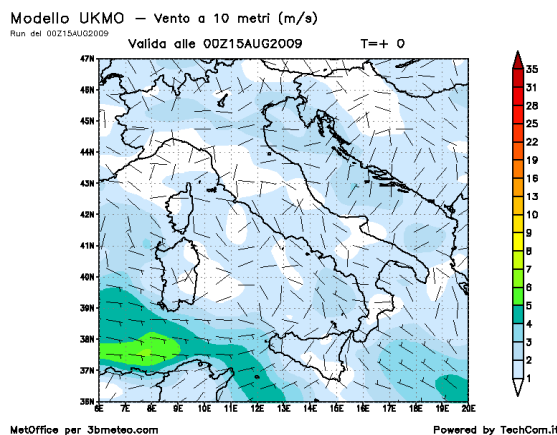 Modello UKMO – Vento a 10 metri (m/s)
Run del 00Z15AUG2009
Valida alle 00Z15AUG2009 T=+ 0
47N
46N
45N
44N
43N
42N
41N
40N
39N
38N
37N
36N
6E 7E 8E 9E 10E 11E 12E 13E 14E 15E 16E 17E 18E 19E 20E
35
31
28
25
22
19
16
13
10
9
8
7
6
5
4
3
2
1
MetOffice per 3bmeteo.com
Powered by TechCom.it